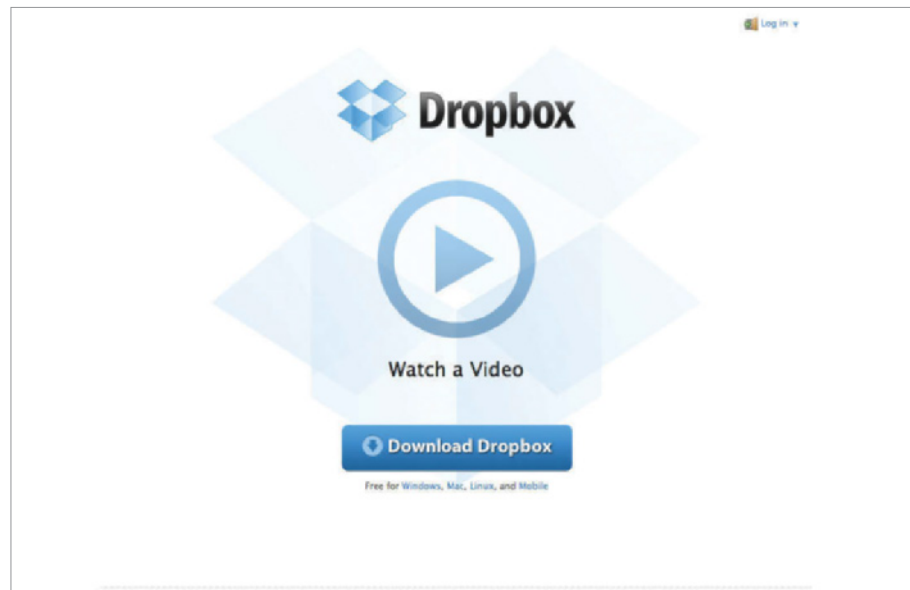 Log in
Dropbox
Watch a Video
Download Dropbox
Free for Windows, Mac, Linux, and Mobile